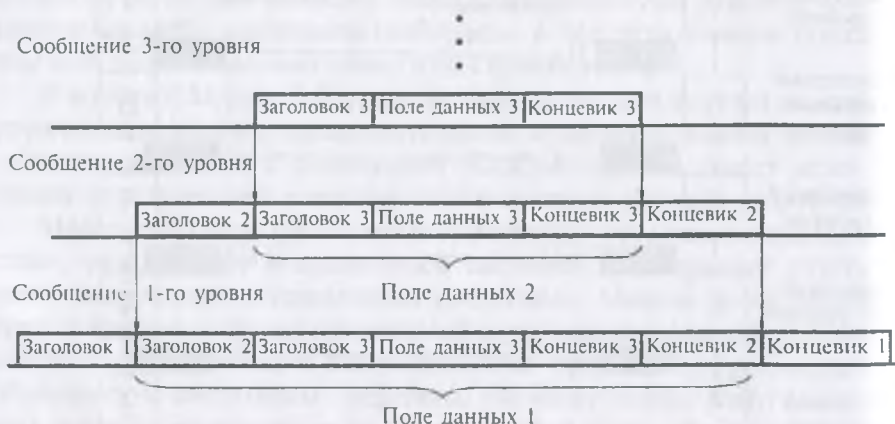 Сообщение 3-го уровня
Заголовок 3 Поле данных 3 Концевик 3
Сообщение 2-го уровня
Заголовок 2 Заголовок 3 Поле данных 3 Концевик 3 Концевик 2
Сообщение 1-го уровня Поле данных 2
Заголовок 1 Заголовок 2 Заголовок 3 Поле данных 3 Концевик 3 Концевик 2 Концевик 1
Поле данных 1